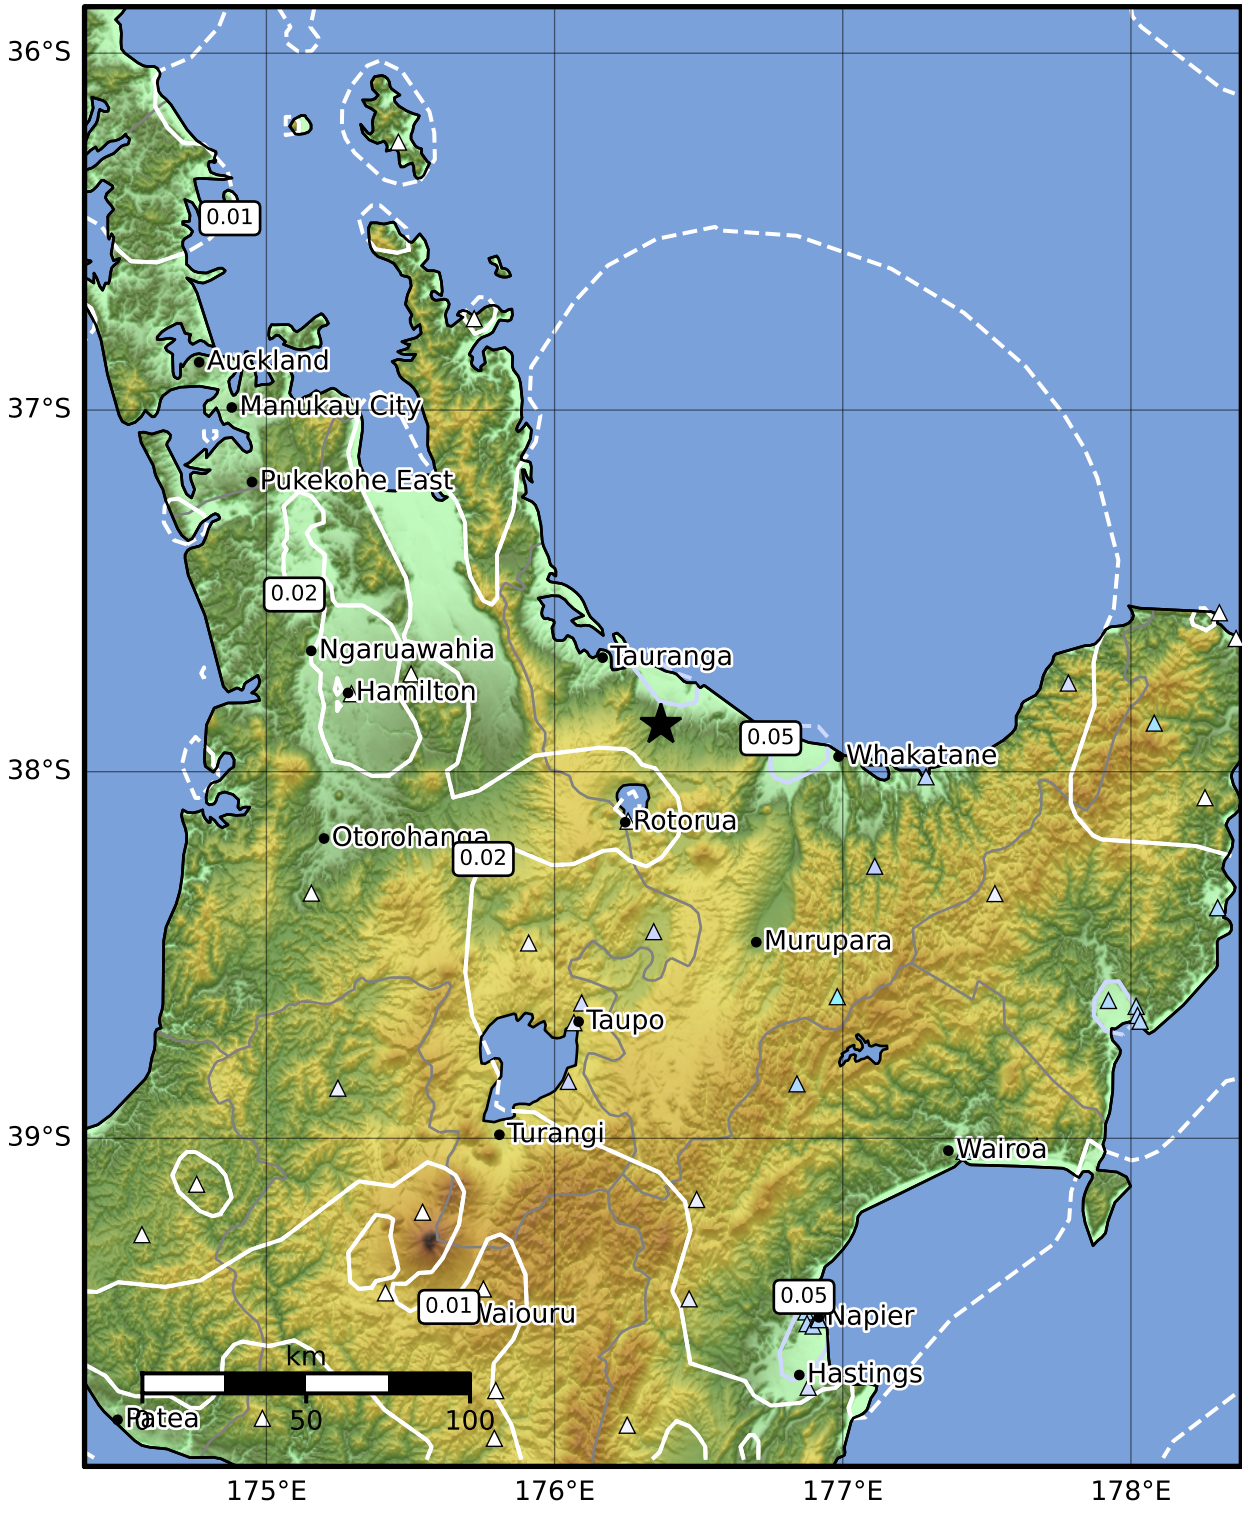 36°S
0.01
Auckland
Manukau City
37°S
Pukekohe East
0.02
Ngaruawahia
Tauranga
Hamilton
0.05
Whakatane
38°S
Rotorua
Otorohanga
0.02
Murupara
Taupo
Turangi
39°S
Wairoa
0.05
0.01
Waiouru
Napier
km
Hastings
Patea
0
50
100
175°E
176°E
177°E
178°E